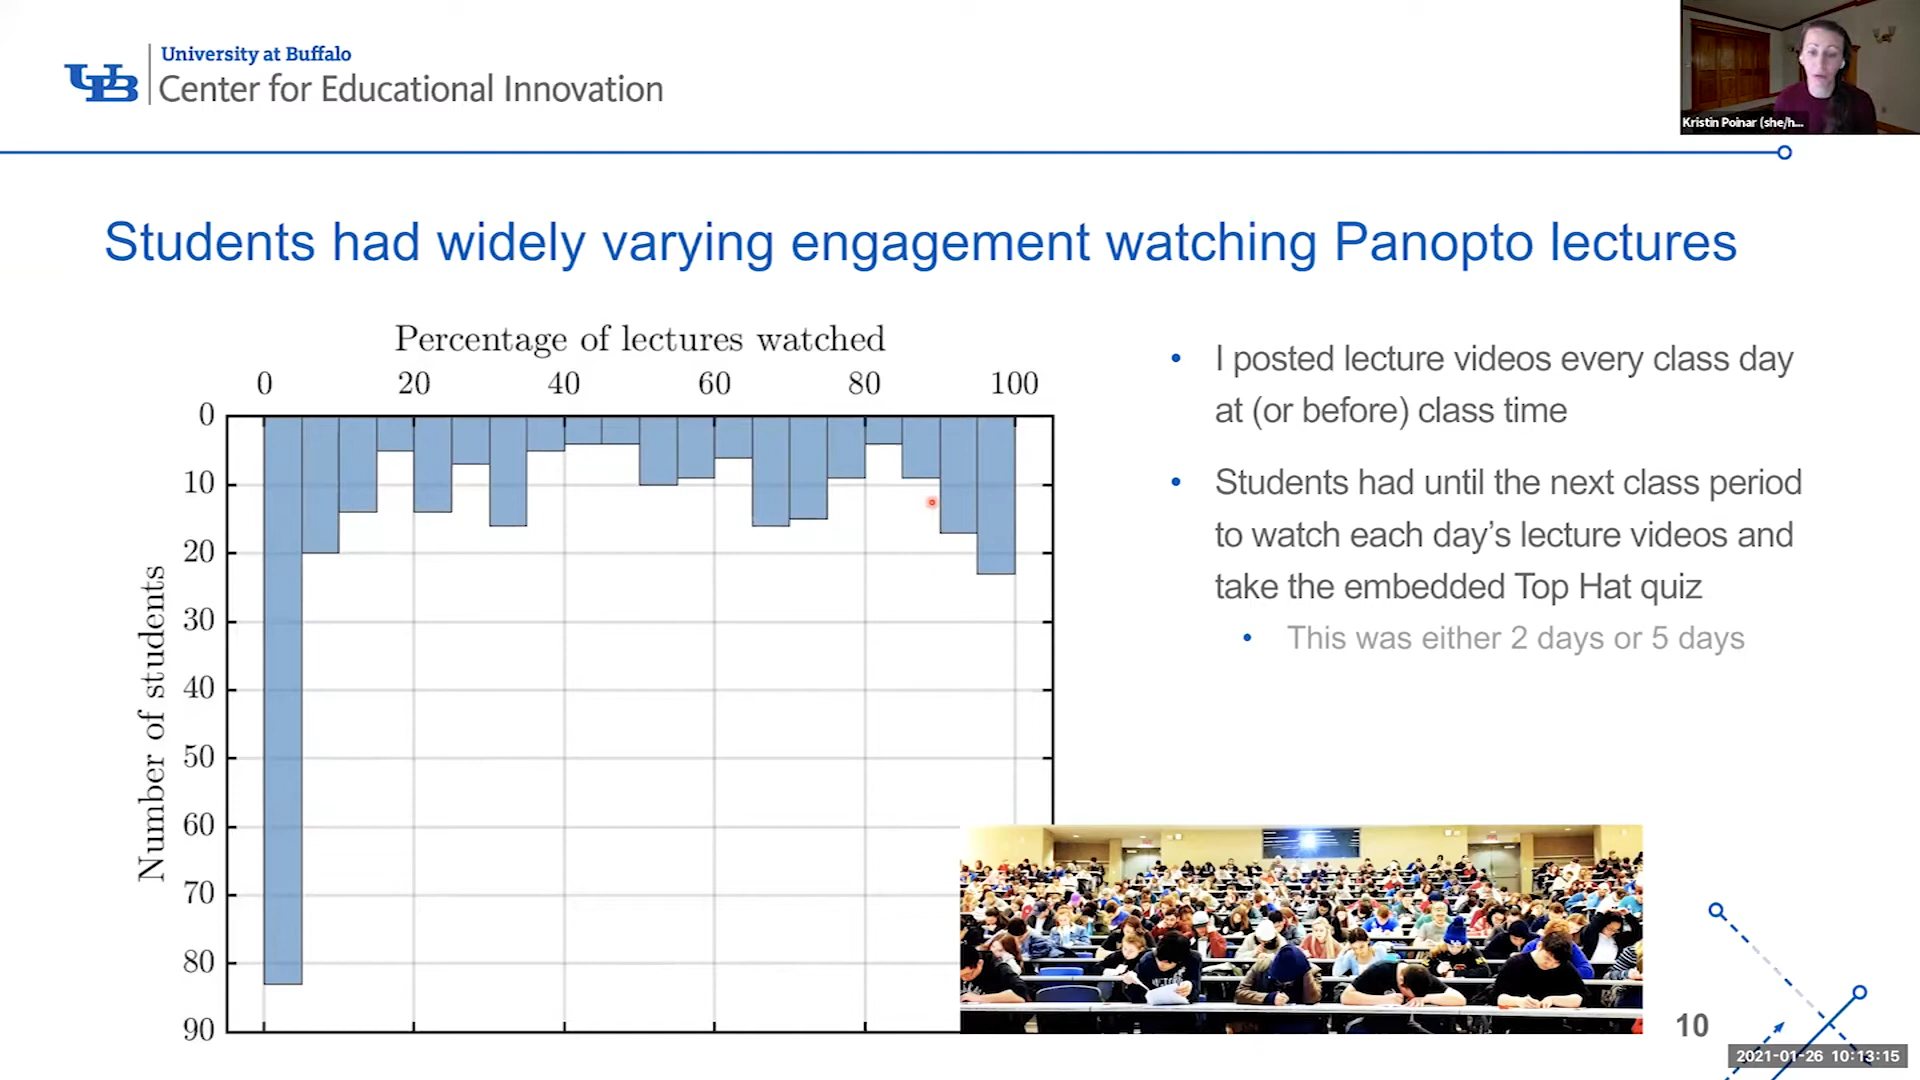 University at Buffalo
UB Center for Educational Innovation
Kristin Poinar (she/h...
Students had widely varying engagement watching Panopto lectures
Percentage of lectures watched
0 20 40 60 80 100
0
10
20
30
40
50
60
70
80
90
Number of students
• I posted lecture videos every class day
at (or before) class time
• Students had until the next class period
to watch each day’s lecture videos and
take the embedded Top Hat quiz
• This was either 2 days or 5 days
10
2021-01-26 10:13:15